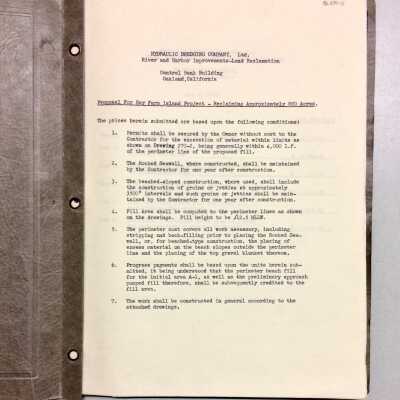 HYDRAULIC DREDGING COMPANY, Ltd.
River and Harbor Improvements-Land Reclamation
Central Bank Building
Oakland, California
Proposal For Bay Farm Island Project - Reclaiming Approximately 800 Acres.
The prices herein submitted are based upon the following conditions:
1. Permits shall be secured by the Owner without cost to the
Contractor for the excavation of material within limits as
shown on Drawing 770-2, being generally within 4,000 l.f.
of the perimeter line of the proposed fill.
2. The Rocked Seawall, where constructed, shall be maintained
by the Contractor for one year after construction.
3. The beached-sloped construction, where used, shall include
the construction of groins or jetties at approximately
1500' intervals and such groins or jetties shall be main-
tained by the Contractor for one year after construction.
4. Fill Area shall be computed to the perimeter lines as shown
on the drawings. Fill height to be /12.5 MLLW.
5. The perimeter cost covers all work necessary, including
stripping and back-filling prior to placing the Rocked Sea-
wall, or, for beached-type construction, the placing of
excess material on the beach slopes outside the perimeter
line and the placing of the top gravel blanket thereon.
6. Progress payments shall be based upon the units herein sub-
mitted, it being understood that the perimeter beach fill
for the initial area A-1, as well as the preliminary approach
pumped fill therefore, shall be subsequently credited to the
fill area.
7. The work shall be constructed in general according to the
attached drawings.